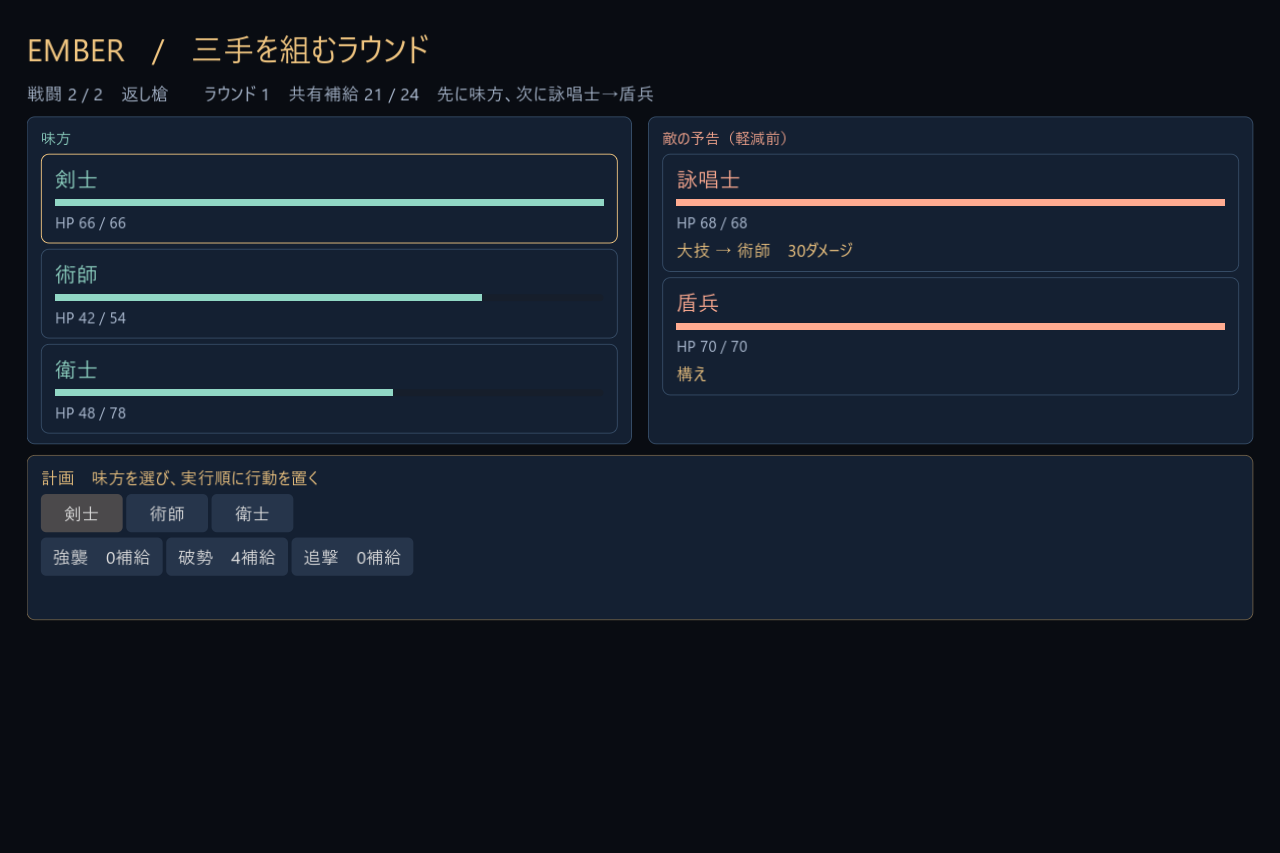 EMBER / 三手を組むラウンド
戦闘 2 / 2 返し槍 ラウンド 1 共有補給 21 / 24 先に味方、次に詠唱士→盾兵
味方
剣士
HP 66 / 66
術師
HP 42 / 54
衛士
HP 48 / 78
敵の予告（軽減前）
詠唱士
HP 68 / 68
大技 → 術師 30ダメージ
盾兵
HP 70 / 70
構え
計画 味方を選び、実行順に行動を置く
剣士 術師 衛士
強襲 0補給 破勢 4補給 追撃 0補給